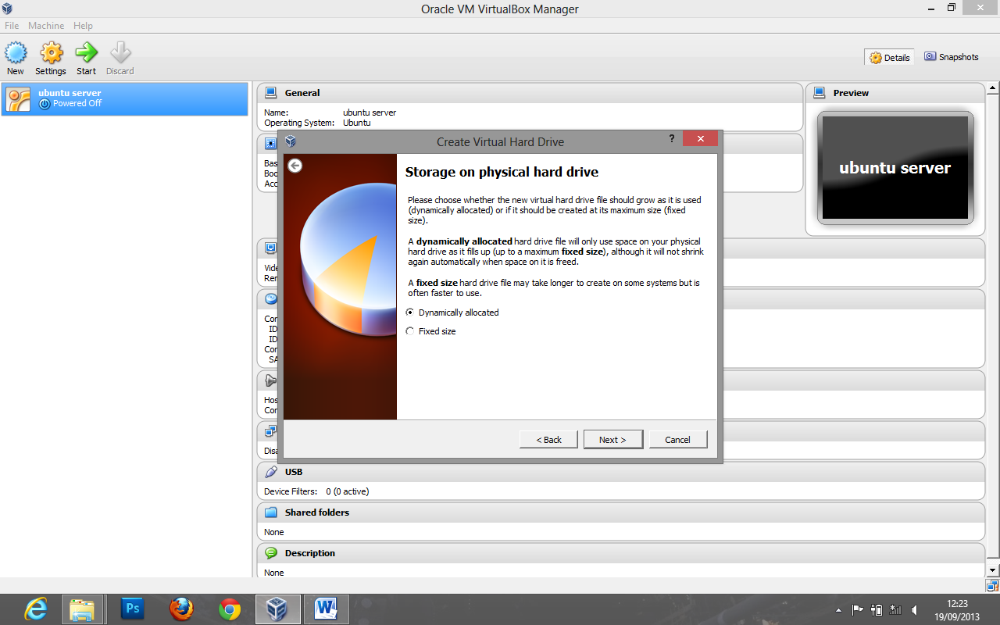 Oracle VM VirtualBox Manager
File Machine Help
New Settings Start Discard
Details Snapshots
ubuntu server
Powered Off
General
Name: ubuntu server
Operating System: Ubuntu
Preview
ubuntu server
Create Virtual Hard Drive
?
Storage on physical hard drive
Please choose whether the new virtual hard drive file should grow as it is used
(dynamically allocated) or if it should be created at its maximum size (fixed
size).
A dynamically allocated hard drive file will only use space on your physical
hard drive as it fills up (up to a maximum fixed size), although it will not shrink
again automatically when space on it is freed.
A fixed size hard drive file may take longer to create on some systems but is
often faster to use.
Dynamically allocated
Fixed size
< Back Next > Cancel
Bas
Boo
Acc
Vide
Rem
Con
ID
ID
Con
SA
Hos
Con
Disa
USB
Device Filters: 0 (0 active)
Shared folders
None
Description
None
Ps
W
12:23
19/09/2013